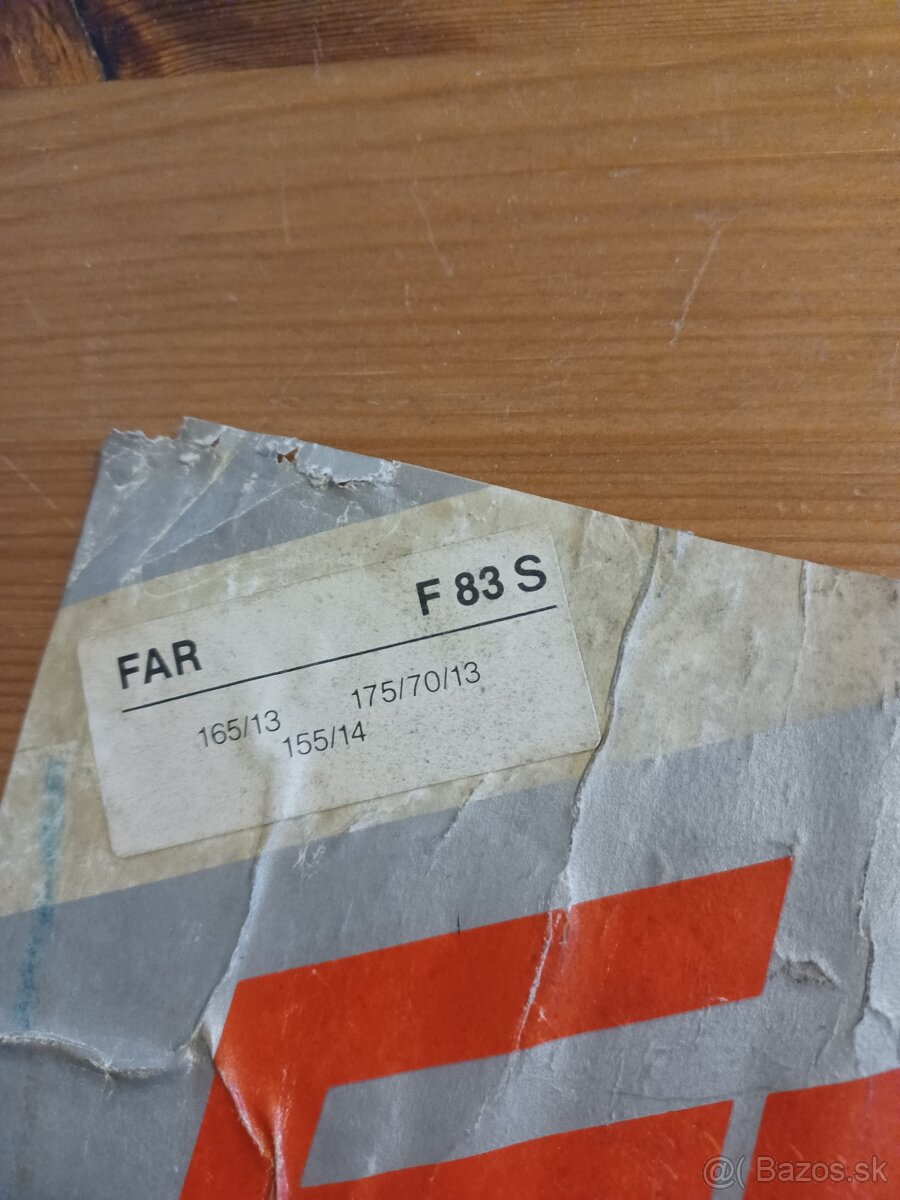 FAR F 83 S
165/13 175/70/13
155/14
@( Bazos.sk